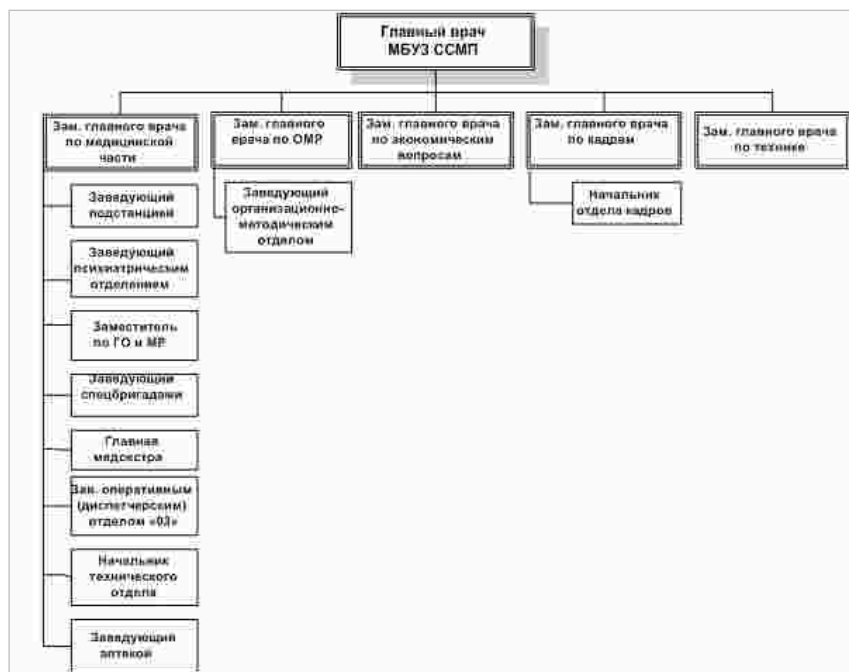 Главный врач
МБУЗ ССМП
Зам. главного врача
по медицинской
части
Зам. главного
врача по ОМР
Зам. главного врача
по экономическим
вопросам
Зам. главного врача
по кадрам
Зам. главного врача
по технике
Заведующий
подстанцией
Заведующий
психиатрическим
отделением
Заместитель
по ГО и МР
Заведующий
спецбригадами
Главная
медсестра
Зав. оперативным
(диспетчерским)
отделом «03»
Начальник
технического
отдела
Заведующий
аптекой
Заведующий
организационно-
методическим
отделом
Начальник
отдела кадров